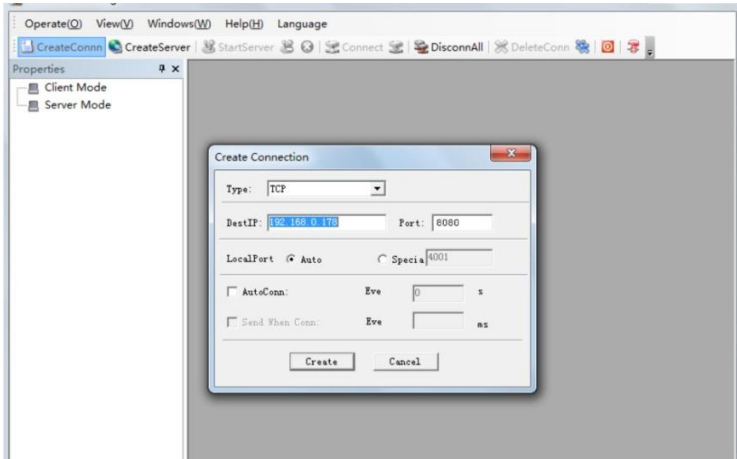 Operate(O) View(V) Windows(W) Help(H) Language
CreateConnn CreateServer StartServer Connect DisconnAll DeleteConn
Properties
Client Mode
Server Mode
Create Connection
Type: TCP
DestIP: 192.168.0.178 Port: 8080
LocalPort Auto Specia 4001
AutoConn: Eve 0 s
Send When Conn: Eve ms
Create Cancel